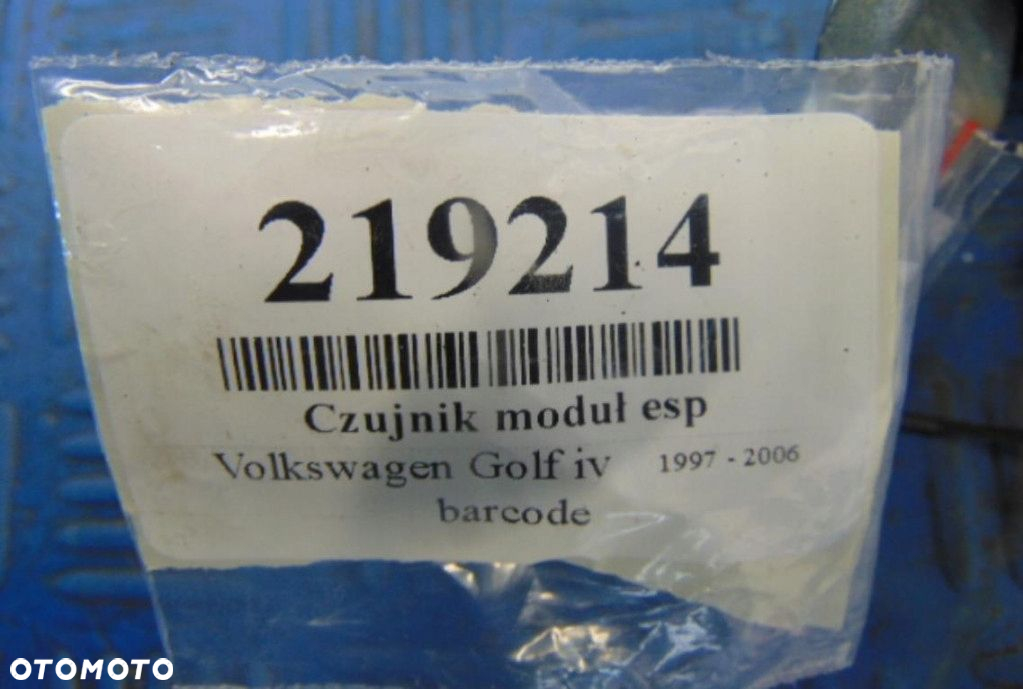 219214
Czujnik moduł esp
Volkswagen Golf iv 1997 - 2006
barcode
OTOMOTO